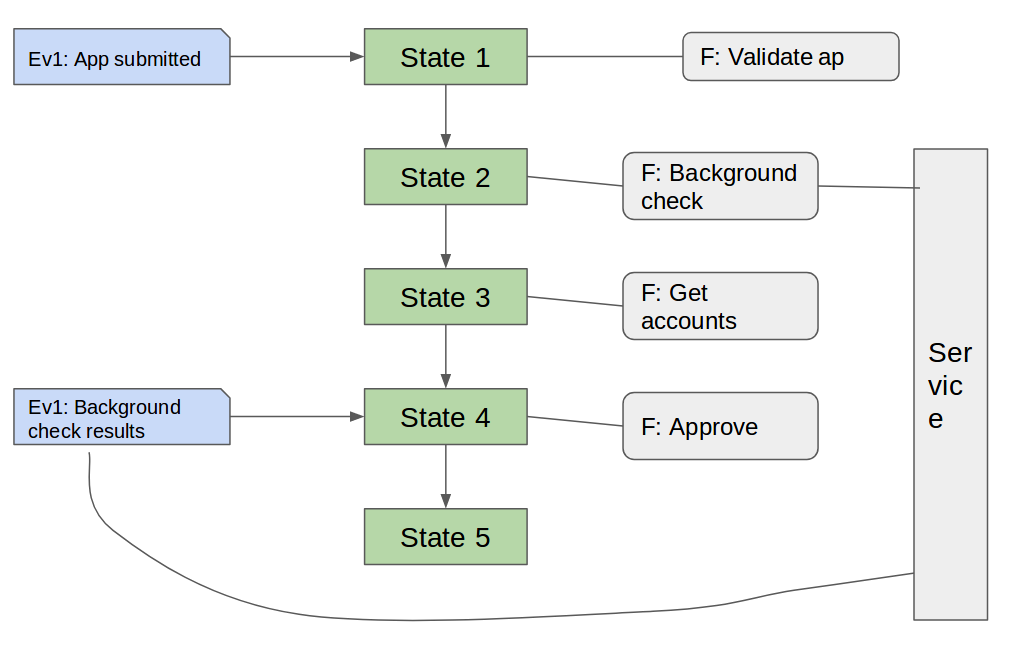 Ev1: App submitted
State 1
F: Validate ap
State 2
F: Background
check
State 3
F: Get
accounts
Ser
vic
e
Ev1: Background
check results
State 4
F: Approve
State 5